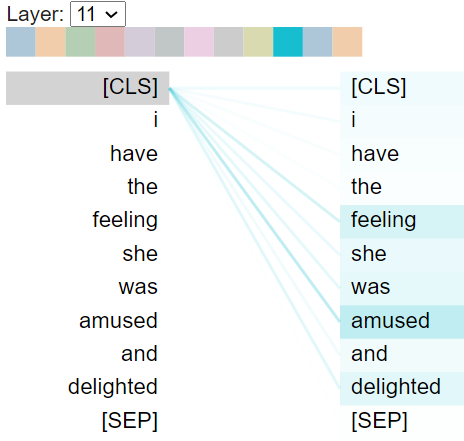 Layer: 11
[CLS] [CLS]
i i
have have
the the
feeling feeling
she she
was was
amused amused
and and
delighted delighted
[SEP] [SEP]